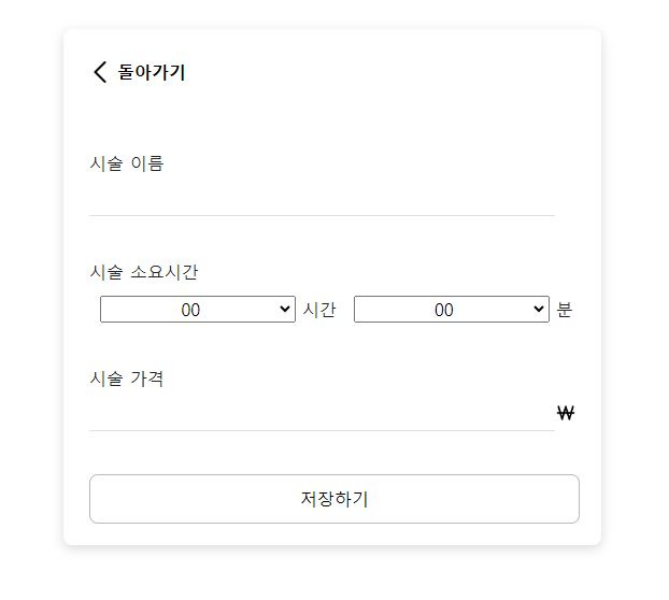 돌아가기
시술 이름
시술 소요시간
00 시간 00 분
시술 가격
₩
저장하기